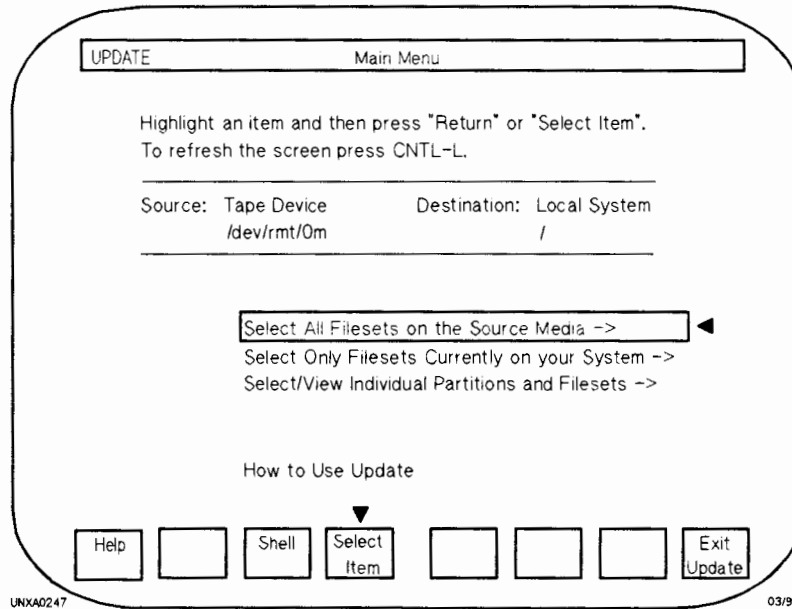 UPDATE Main Menu
Highlight an item and then press "Return" or "Select Item".
To refresh the screen press CNTL-L.
Source: Tape Device Destination: Local System
/dev/rmt/0m /
Select All Filesets on the Source Media ->
Select Only Filesets Currently on your System ->
Select/View Individual Partitions and Filesets ->
How to Use Update
Help Shell Select Item Exit Update
UNXA0247 03/9